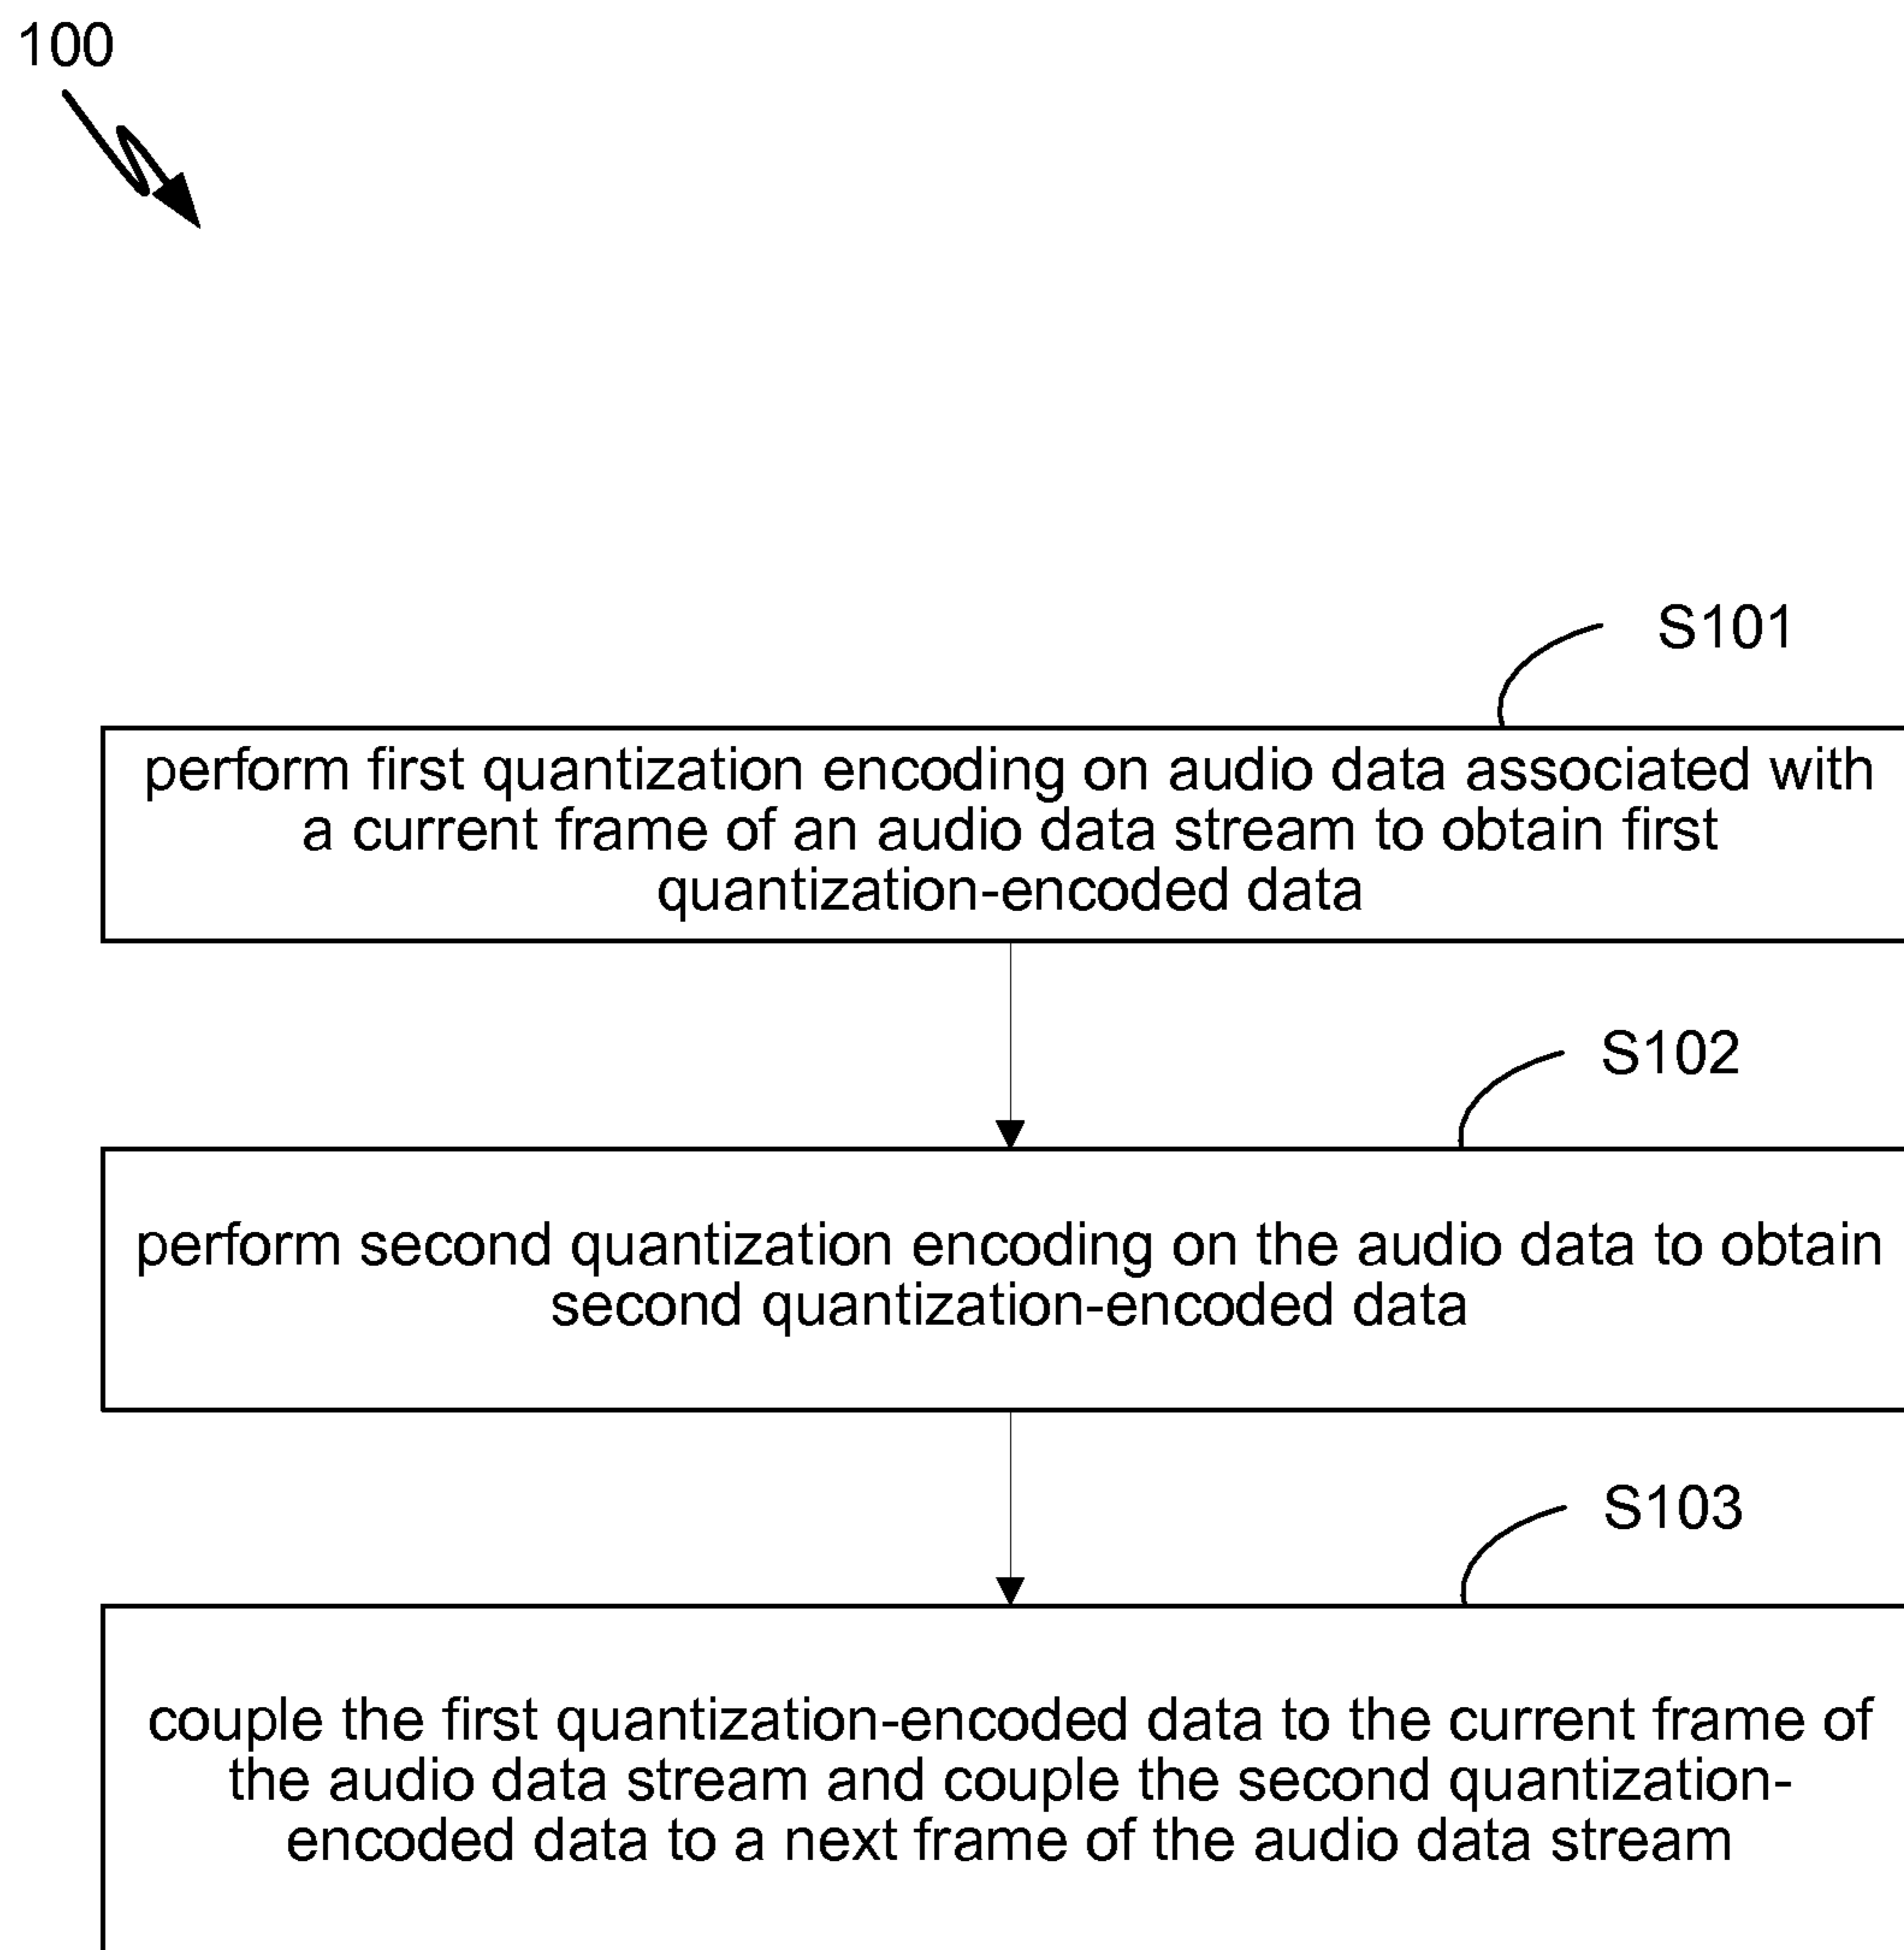 100
S101
perform first quantization encoding on audio data associated with
a current frame of an audio data stream to obtain first
quantization-encoded data
S102
perform second quantization encoding on the audio data to obtain
second quantization-encoded data
S103
couple the first quantization-encoded data to the current frame of
the audio data stream and couple the second quantization-
encoded data to a next frame of the audio data stream